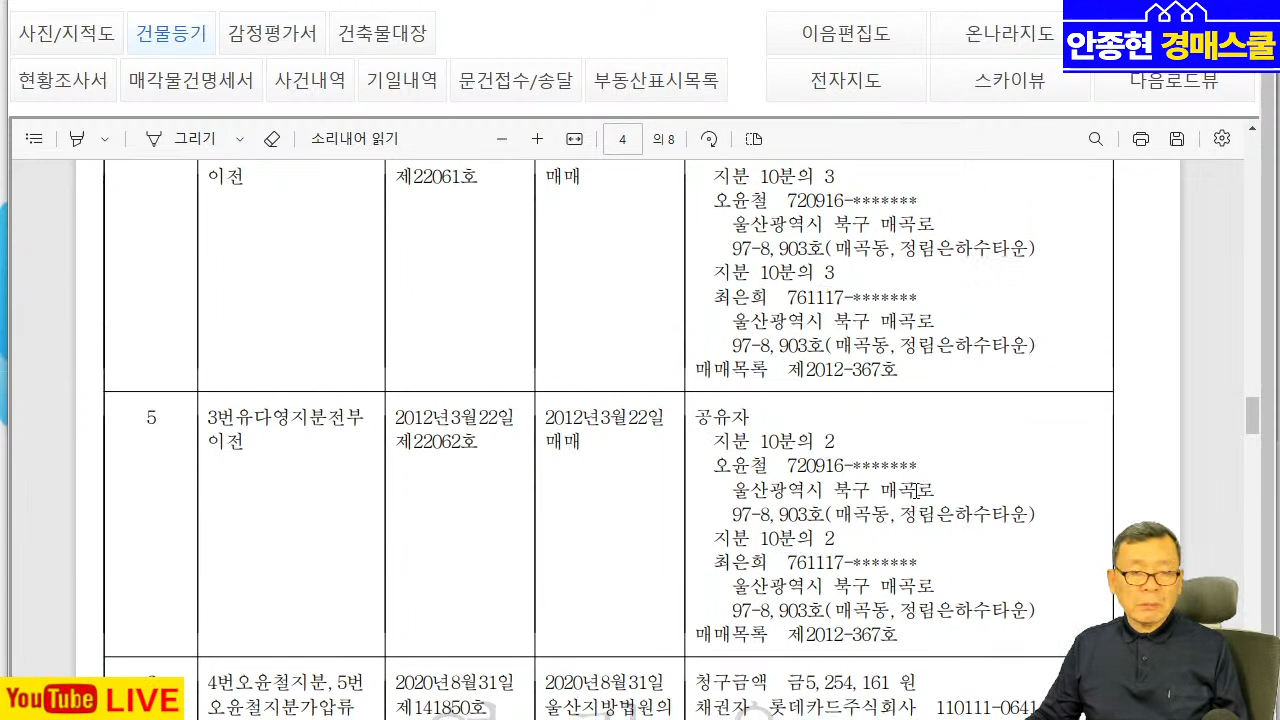 사진/지적도 건물등기 감정평가서 건축물대장 이음편집도 온나라지도
안종현 경매스쿨
현황조사서 매각물건명세서 사건내역 기일내역 문건접수/송달 부동산표시목록 전자지도 스카이뷰 다음로드뷰
그리기 소리내어 읽기 4 의 8
이전 제22061호 매매 지분 10분의 3
오윤철 720916-*******
울산광역시 북구 매곡로
97-8, 903호(매곡동, 정림은하수타운)
지분 10분의 3
최은희 761117-*******
울산광역시 북구 매곡로
97-8, 903호(매곡동, 정림은하수타운)
매매목록 제2012-367호
5 3번유다영지분전부 2012년3월22일 2012년3월22일 공유자
이전 제22062호 매매 지분 10분의 2
오윤철 720916-*******
울산광역시 북구 매곡로
97-8, 903호(매곡동, 정림은하수타운)
지분 10분의 2
최은희 761117-*******
울산광역시 북구 매곡로
97-8, 903호(매곡동, 정림은하수타운)
매매목록 제2012-367호
4번오윤철지분, 5번 2020년8월31일 2020년8월31일 청구금액 금5,254,161 원
오윤철지분가압류 제141850호 울산지방법원의 채권자 롯데카드주식회사 110111-0641
YouTube LIVE